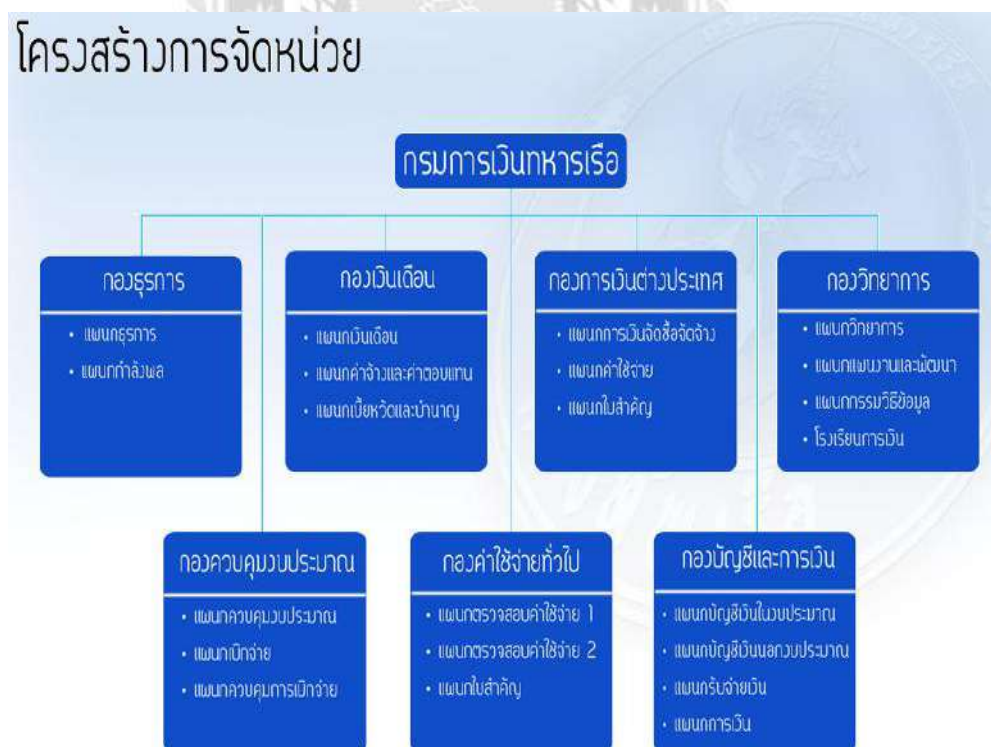 โครงสร้างการจัดหน่วย
กรมการเงินทหารเรือ
กองธุรการ
• แผนกธุรการ
• แผนกกำลังพล
กองเงินเดือน
• แผนกเงินเดือน
• แผนกค่าจ้างและค่าตอบแทน
• แผนกเบี้ยหวัดและบำนาญ
กองการเงินต่างประเทศ
• แผนกการเงินจัดซื้อจัดจ้าง
• แผนกค่าใช้จ่าย
• แผนกใบสำคัญ
กองวิทยาการ
• แผนกวิทยาการ
• แผนกแผนงานและพัฒนา
• แผนกกรรมวิธีข้อมูล
• โรงเรียนการเงิน
กองควบคุมงบประมาณ
• แผนกควบคุมงบประมาณ
• แผนกเบิกจ่าย
• แผนกควบคุมการเบิกจ่าย
กองค่าใช้จ่ายทั่วไป
• แผนกตรวจสอบค่าใช้จ่าย 1
• แผนกตรวจสอบค่าใช้จ่าย 2
• แผนกใบสำคัญ
กองบัญชีและการเงิน
• แผนกบัญชีเงินในงบประมาณ
• แผนกบัญชีเงินนอกงบประมาณ
• แผนกรับจ่ายเงิน
• แผนกการเงิน